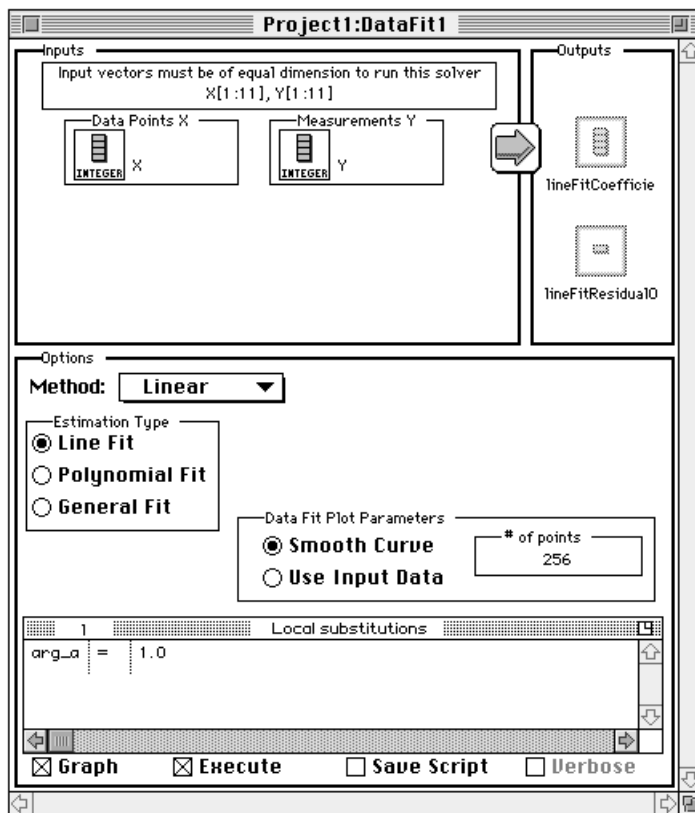 Project1:DataFit1
Inputs
Input vectors must be of equal dimension to run this solver
X[1:11], Y[1:11]
Data Points X
INTEGER X
Measurements Y
INTEGER Y
Outputs
lineFitCoefficie
lineFitResidualO
Options
Method: Linear
Estimation Type
Line Fit
Polynomial Fit
General Fit
Data Fit Plot Parameters
Smooth Curve
Use Input Data
# of points
256
1 Local substitutions
arg_a = 1.0
Graph Execute Save Script Verbose